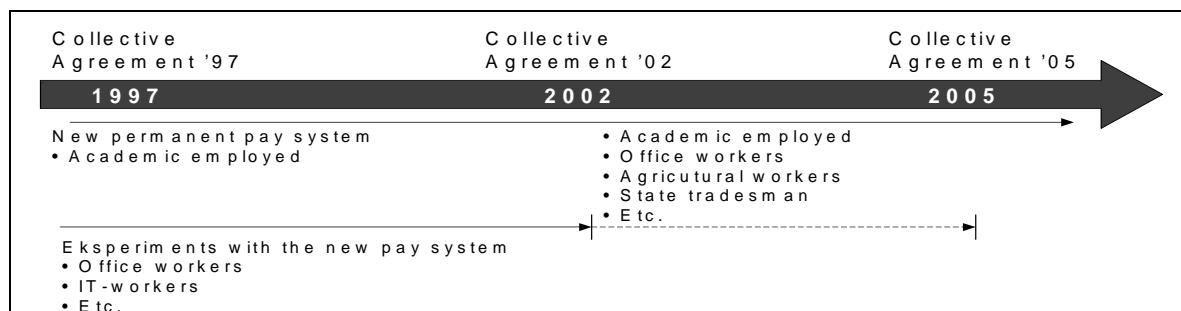 Collective
Agreement '97
Collective
Agreement '02
Collective
Agreement '05
1997
2002
2005
New permanent pay system
• Academic employed
• Academic employed
• Office workers
• Agricutural workers
• State tradesman
• Etc.
Eksperiments with the new pay system
• Office workers
• IT-workers
• Etc.